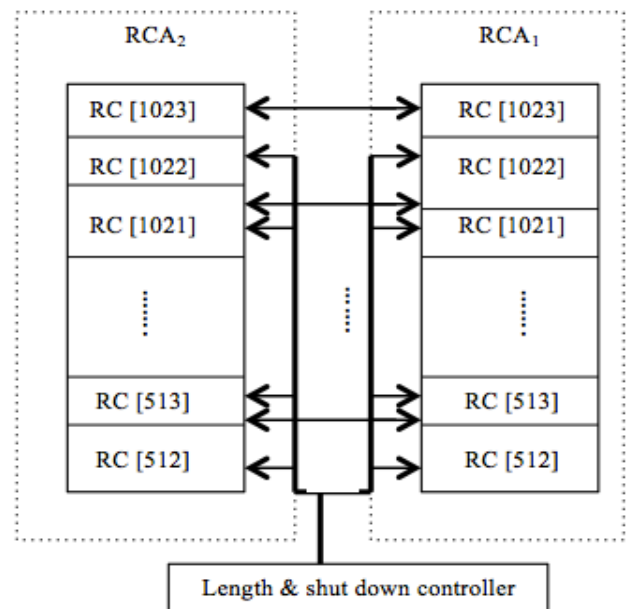 RCA₂ RCA₁
RC [1023] RC [1023]
RC [1022] RC [1022]
RC [1021] RC [1021]
RC [513] RC [513]
RC [512] RC [512]
Length & shut down controller